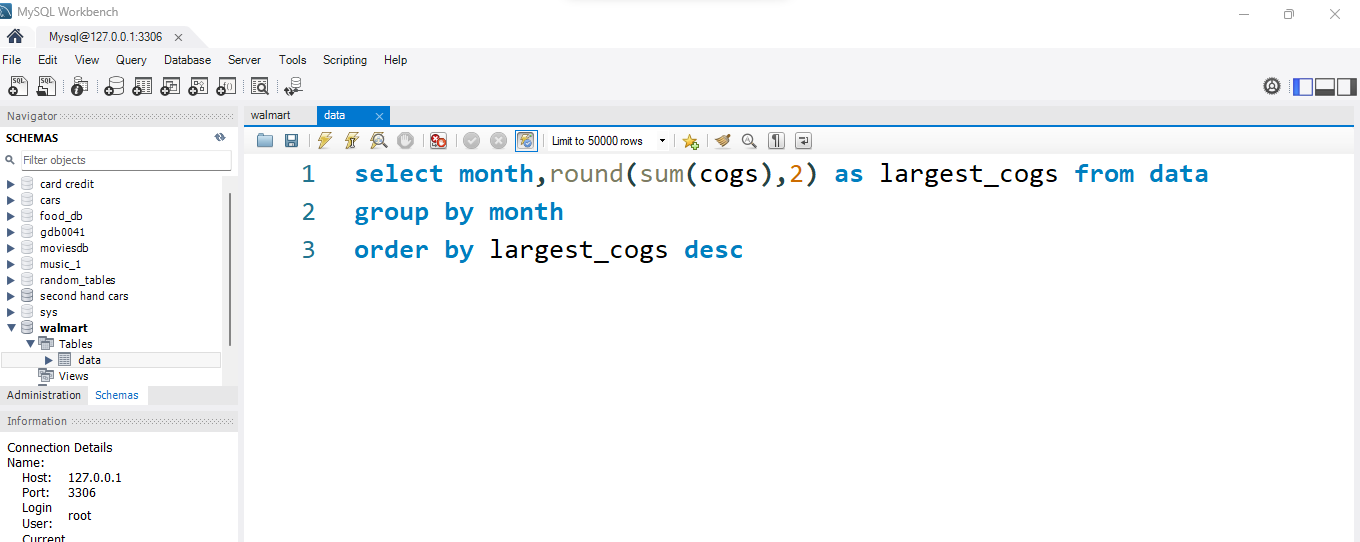 MySQL Workbench
Mysql@127.0.0.1:3306
File Edit View Query Database Server Tools Scripting Help
Navigator
SCHEMAS
Filter objects
card credit
cars
food_db
gdb0041
moviesdb
music_1
random_tables
second hand cars
sys
walmart
Tables
data
Views
Administration Schemas
Information
Connection Details
Name:
Host: 127.0.0.1
Port: 3306
Login
User: root
Current
walmart data
Limit to 50000 rows
1 select month,round(sum(cogs),2) as largest_cogs from data
2 group by month
3 order by largest_cogs desc